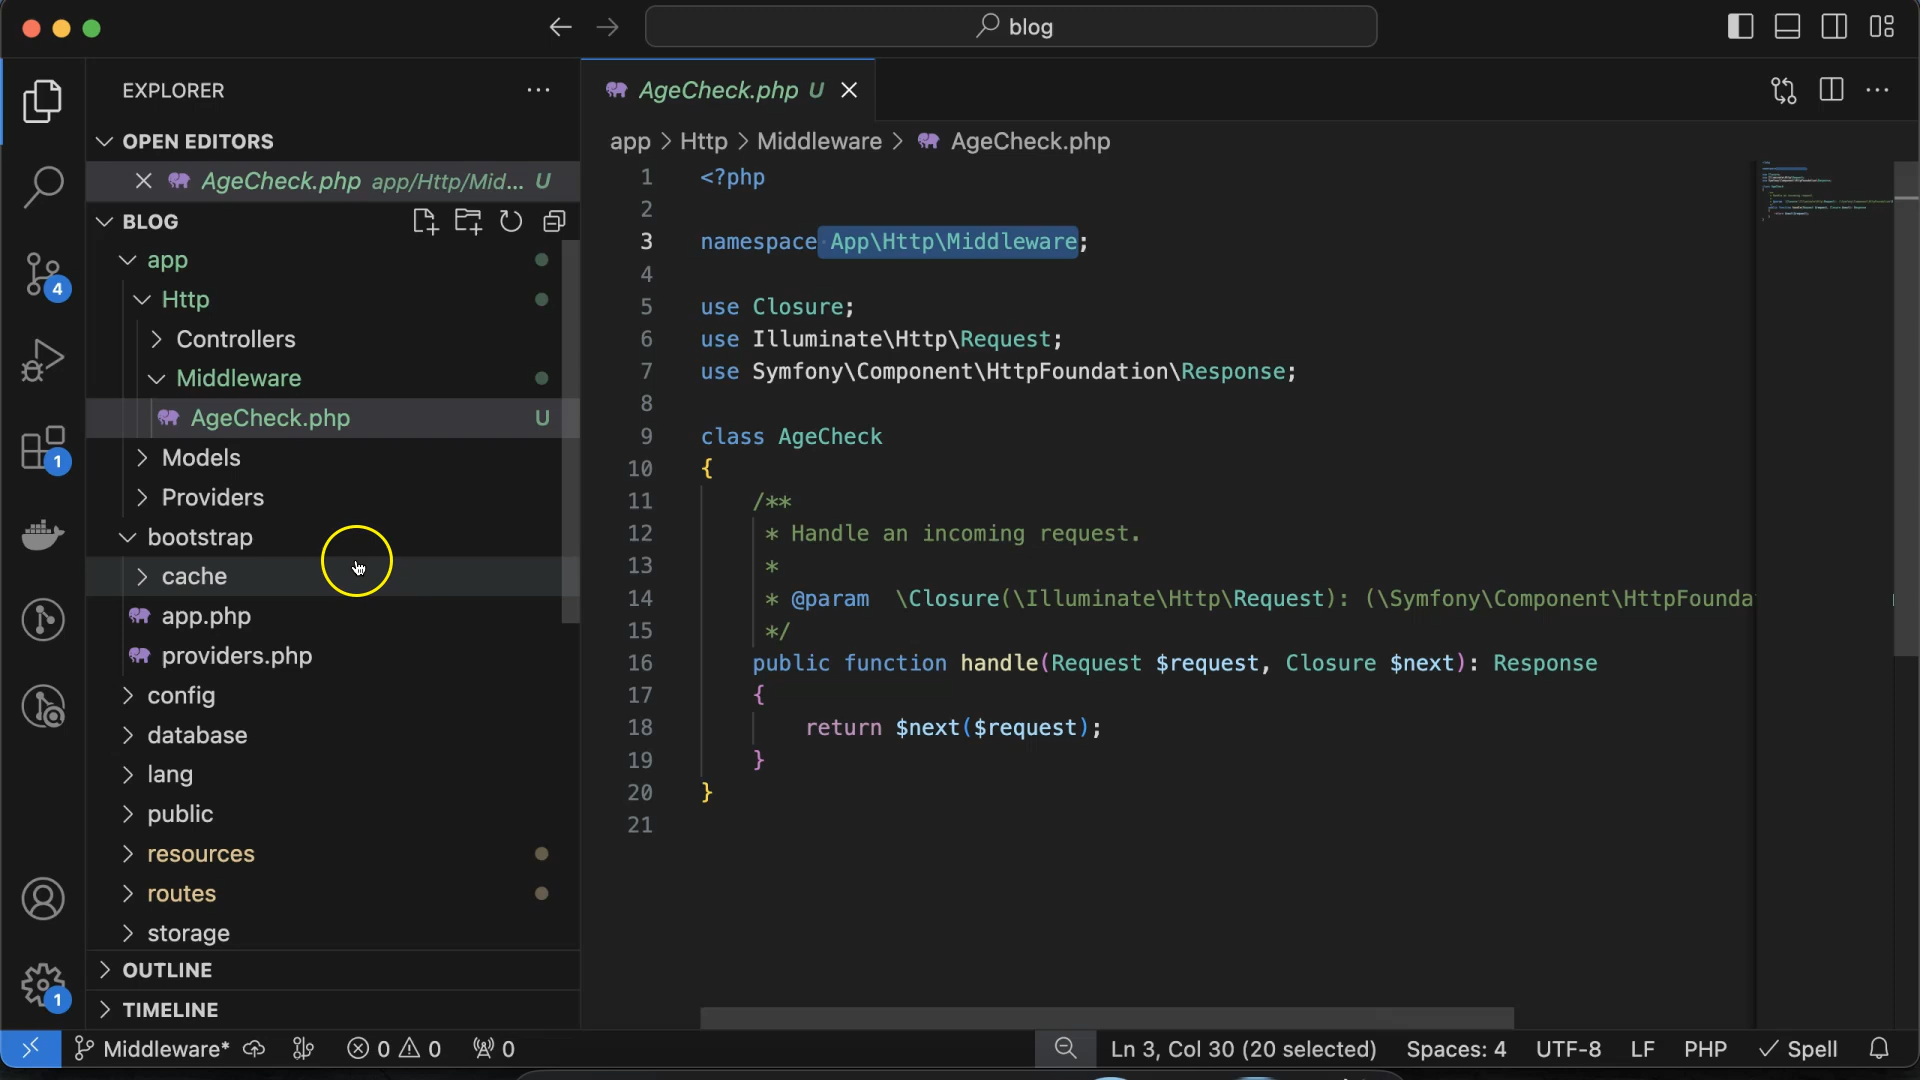 blog
EXPLORER
OPEN EDITORS
AgeCheck.php app/Http/Mid... U
BLOG
app
Http
Controllers
Middleware
AgeCheck.php U
Models
Providers
bootstrap
cache
app.php
providers.php
config
database
lang
public
resources
routes
storage
OUTLINE
TIMELINE
4
1
1
AgeCheck.php U
app > Http > Middleware > AgeCheck.php
1 <?php
2
3 namespace App\Http\Middleware;
4
5 use Closure;
6 use Illuminate\Http\Request;
7 use Symfony\Component\HttpFoundation\Response;
8
9 class AgeCheck
10 {
11 /**
12 * Handle an incoming request.
13 *
14 * @param \Closure(\Illuminate\Http\Request): (\Symfony\Component\HttpFounda
15 */
16 public function handle(Request $request, Closure $next): Response
17 {
18 return $next($request);
19 }
20 }
21
Middleware* 0 0 0 Ln 3, Col 30 (20 selected) Spaces: 4 UTF-8 LF PHP Spell